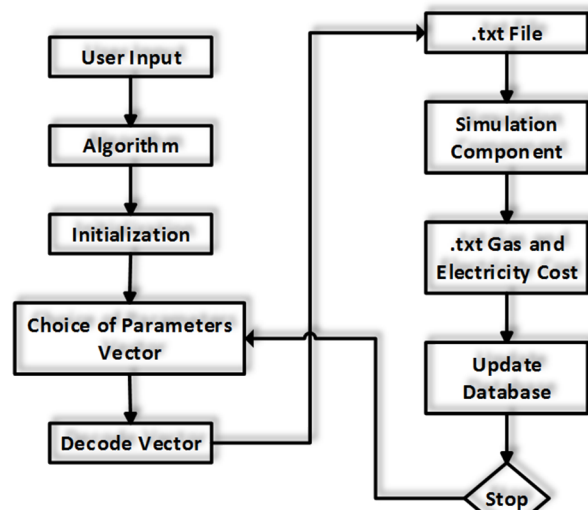 User Input
Algorithm
Initialization
Choice of Parameters
Vector
Decode Vector
.txt File
Simulation
Component
.txt Gas and
Electricity Cost
Update
Database
Stop